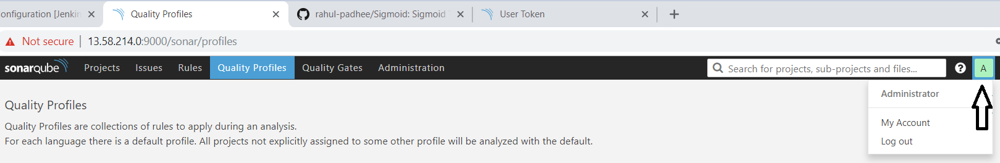 onfiguration [Jenkin
Quality Profiles
rahul-padhee/Sigmoid: Sigmoid
User Token
Not secure
13.58.214.0:9000/sonar/profiles
sonarqube
Projects
Issues
Rules
Quality Profiles
Quality Gates
Administration
Search for projects, sub-projects and files...
?
A
Administrator
My Account
Log out
Quality Profiles
Quality Profiles are collections of rules to apply during an analysis.
For each language there is a default profile. All projects not explicitly assigned to some other profile will be analyzed with the default.